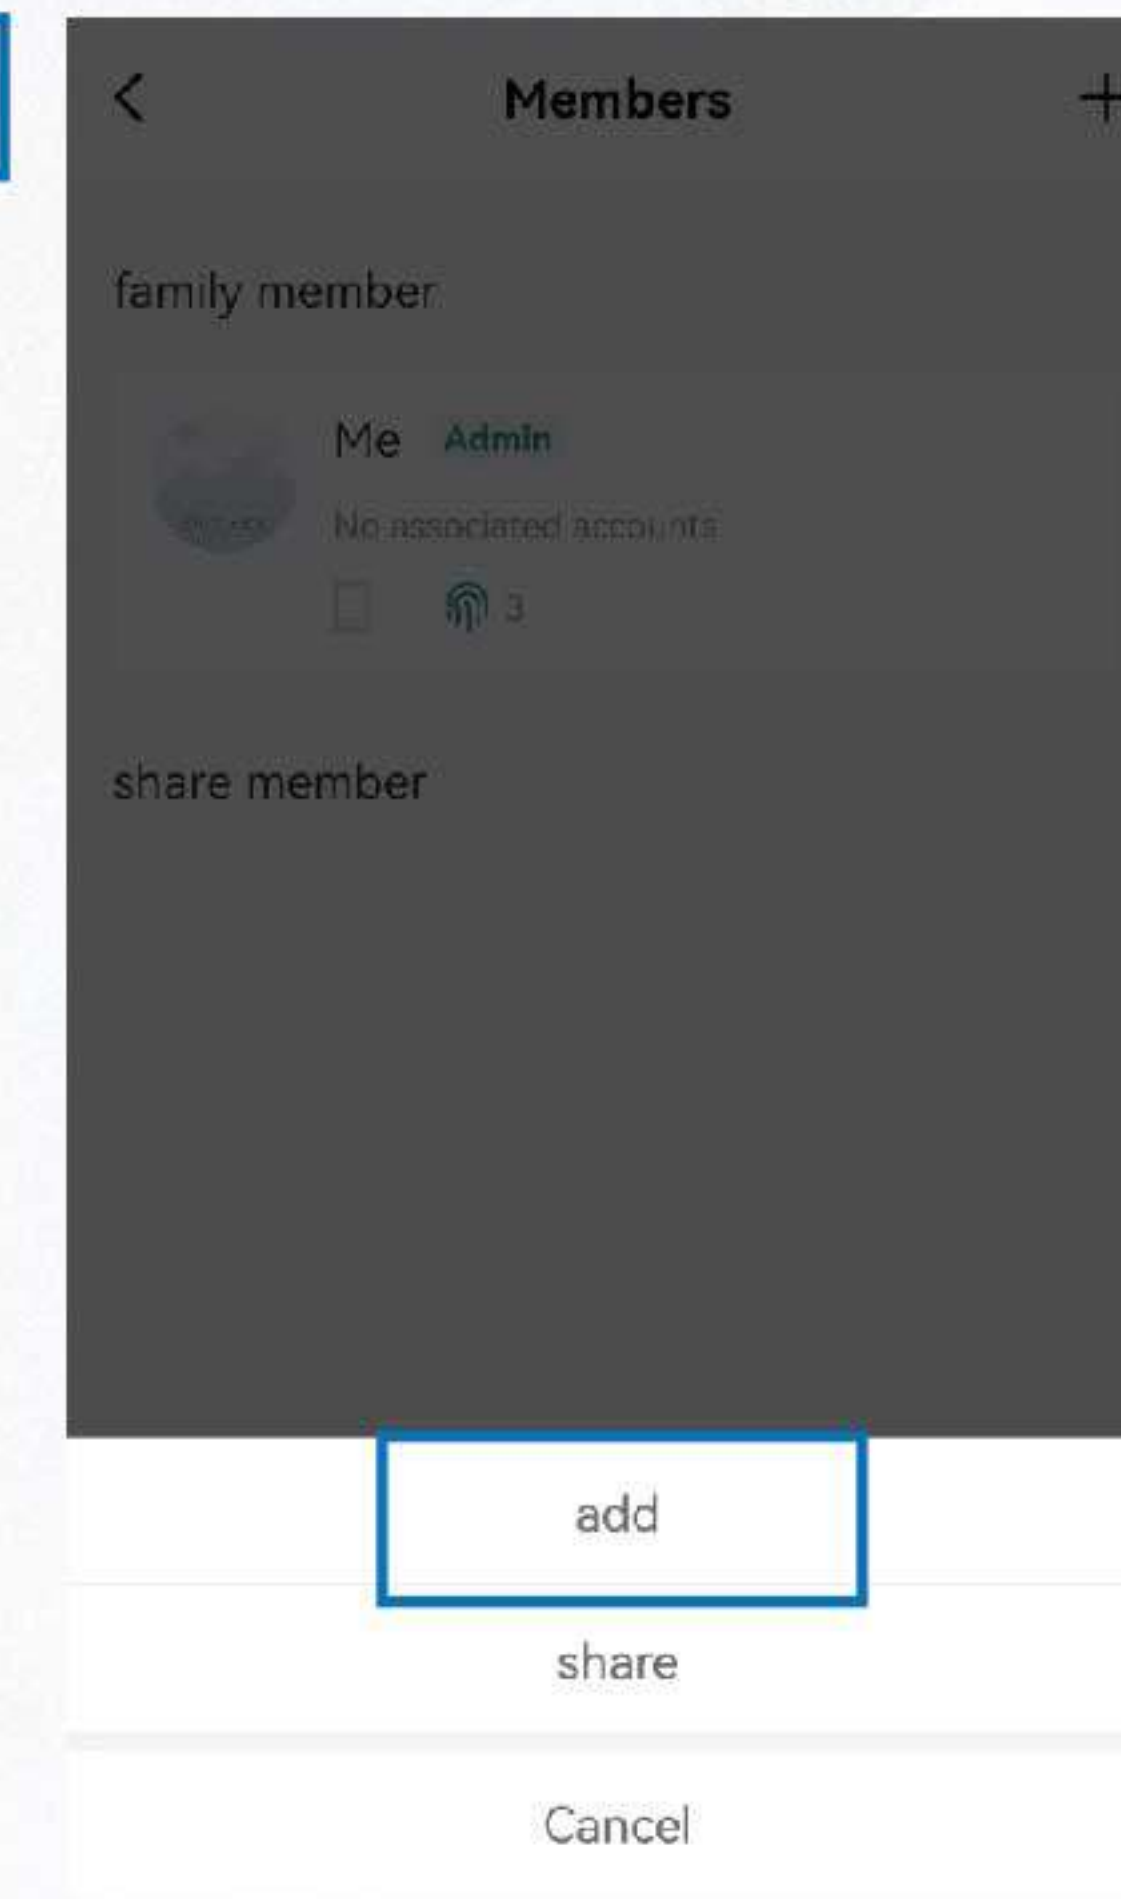 Members
family member
Me Admin
No associated accounts
3
share member
add
share
Cancel